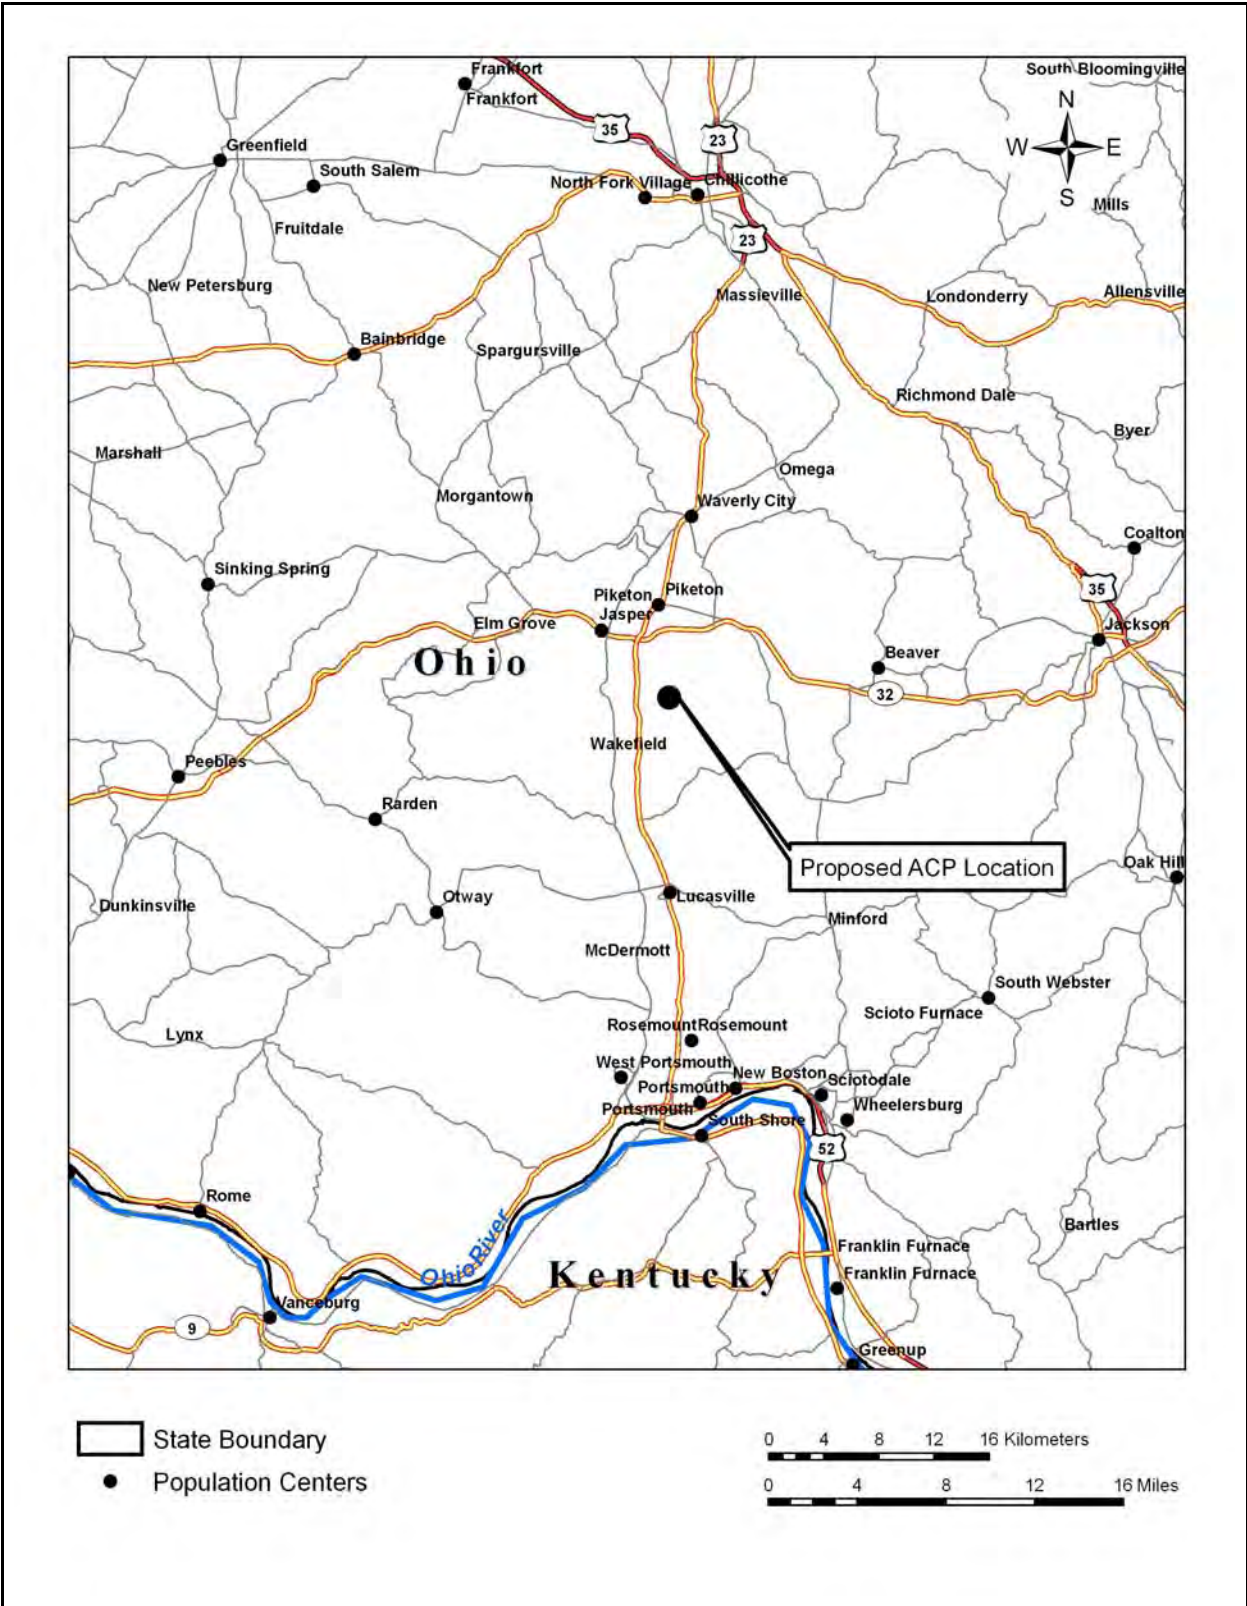 Frankfort
Frankfort
South Bloomingville
35
23
N
W E
S
Greenfield
South Salem
North Fork Village
Chillicothe
Mills
Fruitdale
23
New Petersburg
Massieville
Londonderry
Allensville
Bainbridge
Spargursville
Richmond Dale
Byer
Marshall
Omega
Morgantown
Waverly City
Coalton
Sinking Spring
35
Piketon
Piketon
Jasper
Elm Grove
Jackson
Ohio
Beaver
32
Wakefield
Peebles
Rarden
Proposed ACP Location
Oak Hill
Otway
Lucasville
Dunkinsville
Minford
McDermott
South Webster
Scioto Furnace
Rosemount
Rosemount
Lynx
West Portsmouth
New Boston
Sciotodale
Portsmouth
Portsmouth
Wheelersburg
South Shore
52
Rome
Bartles
Ohio River
Franklin Furnace
Kentucky
Franklin Furnace
Vanceburg
9
Greenup
State Boundary
Population Centers
0 4 8 12 16 Kilometers
0 4 8 12 16 Miles